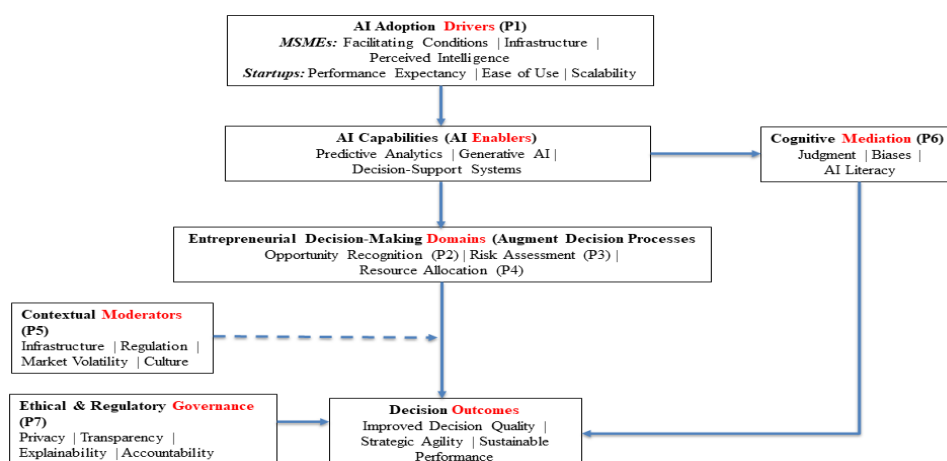 AI Adoption Drivers (P1)
MSMEs: Facilitating Conditions | Infrastructure |
Perceived Intelligence
Startups: Performance Expectancy | Ease of Use | Scalability
AI Capabilities (AI Enablers)
Predictive Analytics | Generative AI |
Decision-Support Systems
Cognitive Mediation (P6)
Judgment | Biases |
AI Literacy
Entrepreneurial Decision-Making Domains (Augment Decision Processes
Opportunity Recognition (P2) | Risk Assessment (P3) |
Resource Allocation (P4)
Contextual Moderators
(P5)
Infrastructure | Regulation |
Market Volatility | Culture
Ethical & Regulatory Governance
(P7)
Privacy | Transparency |
Explainability | Accountability
Decision Outcomes
Improved Decision Quality |
Strategic Agility | Sustainable
Performance